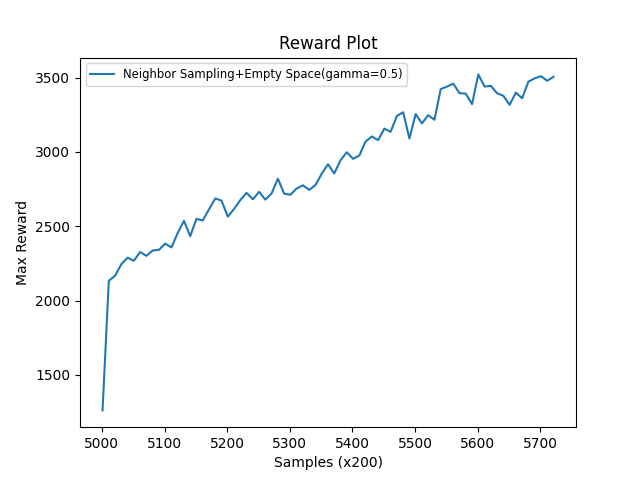 Reward Plot
Neighbor Sampling+Empty Space(gamma=0.5)
3500
3000
2500
2000
1500
Max Reward
5000 5100 5200 5300 5400 5500 5600 5700
Samples (x200)